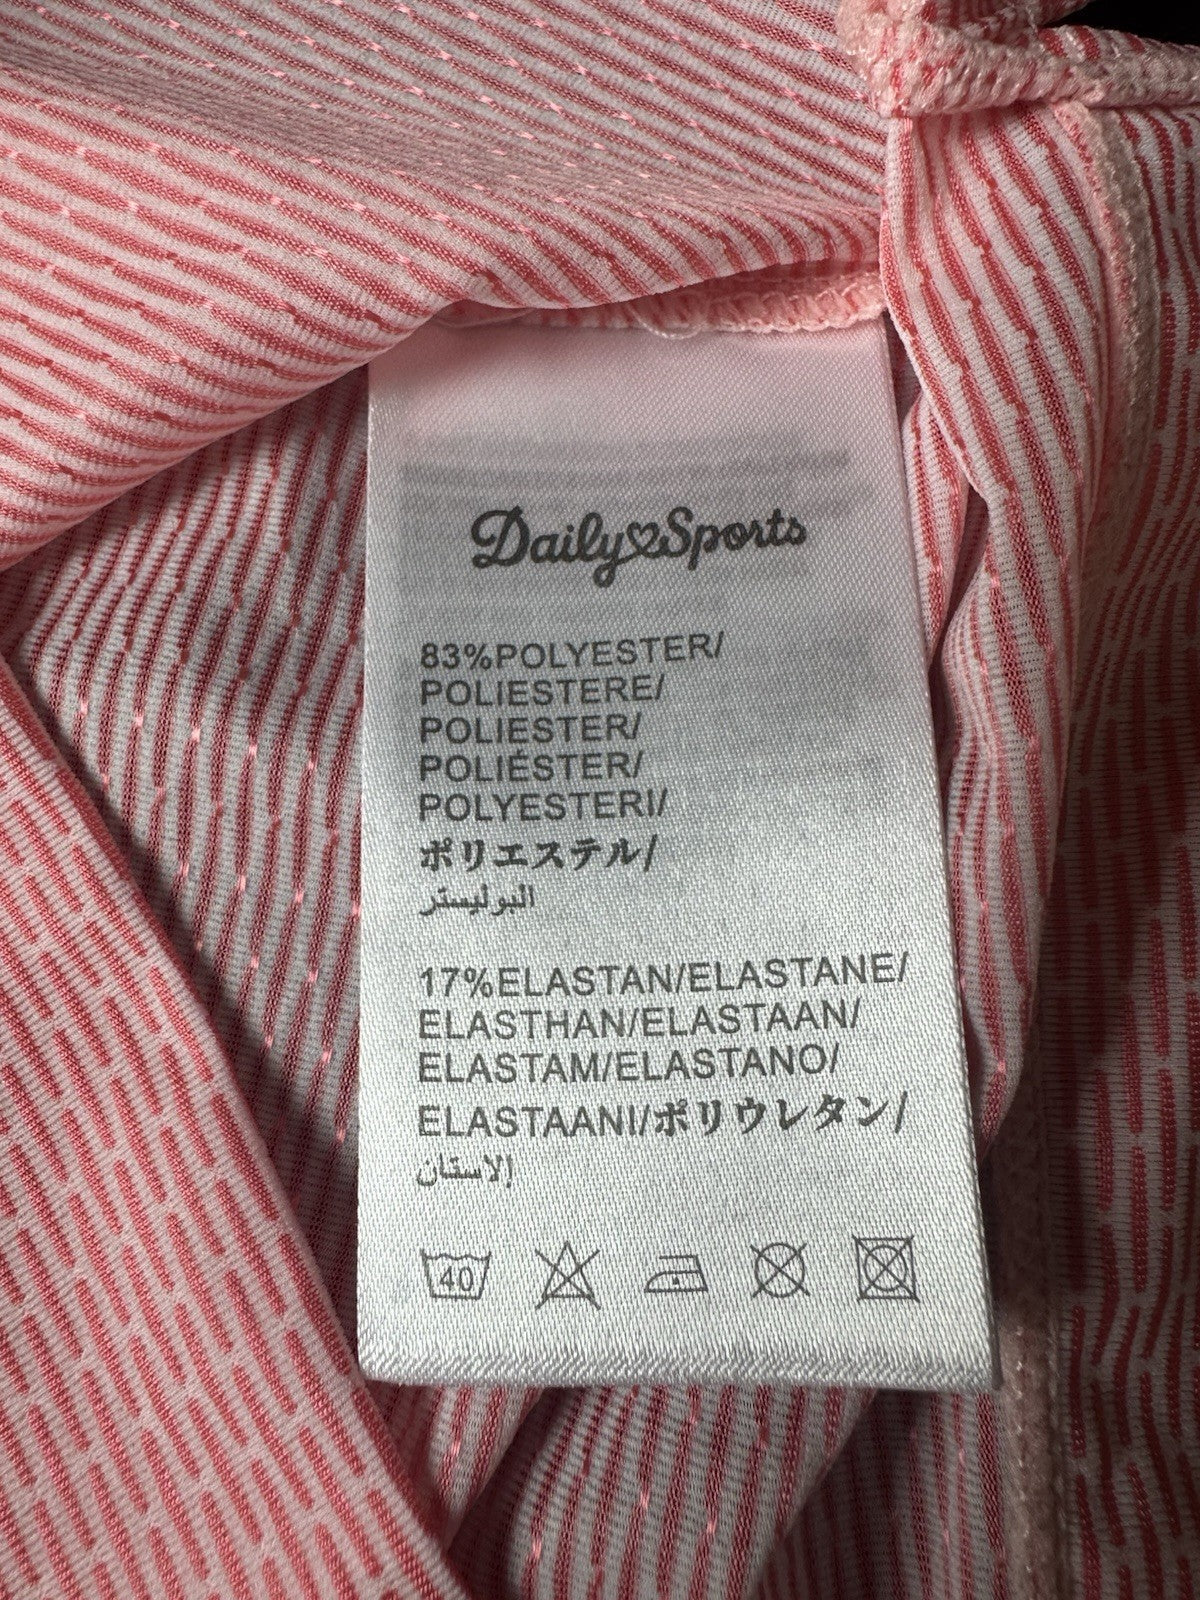 Daily Sports
83%POLYESTER/
POLIESTERE/
POLIESTER/
POLIÉSTER/
POLYESTERI/
ポリエステル/
البوليستر
17%ELASTAN/ELASTANE/
ELASTHAN/ELASTAAN/
ELASTAM/ELASTANO/
ELASTAANI/ポリウレタン/
الاستان
40